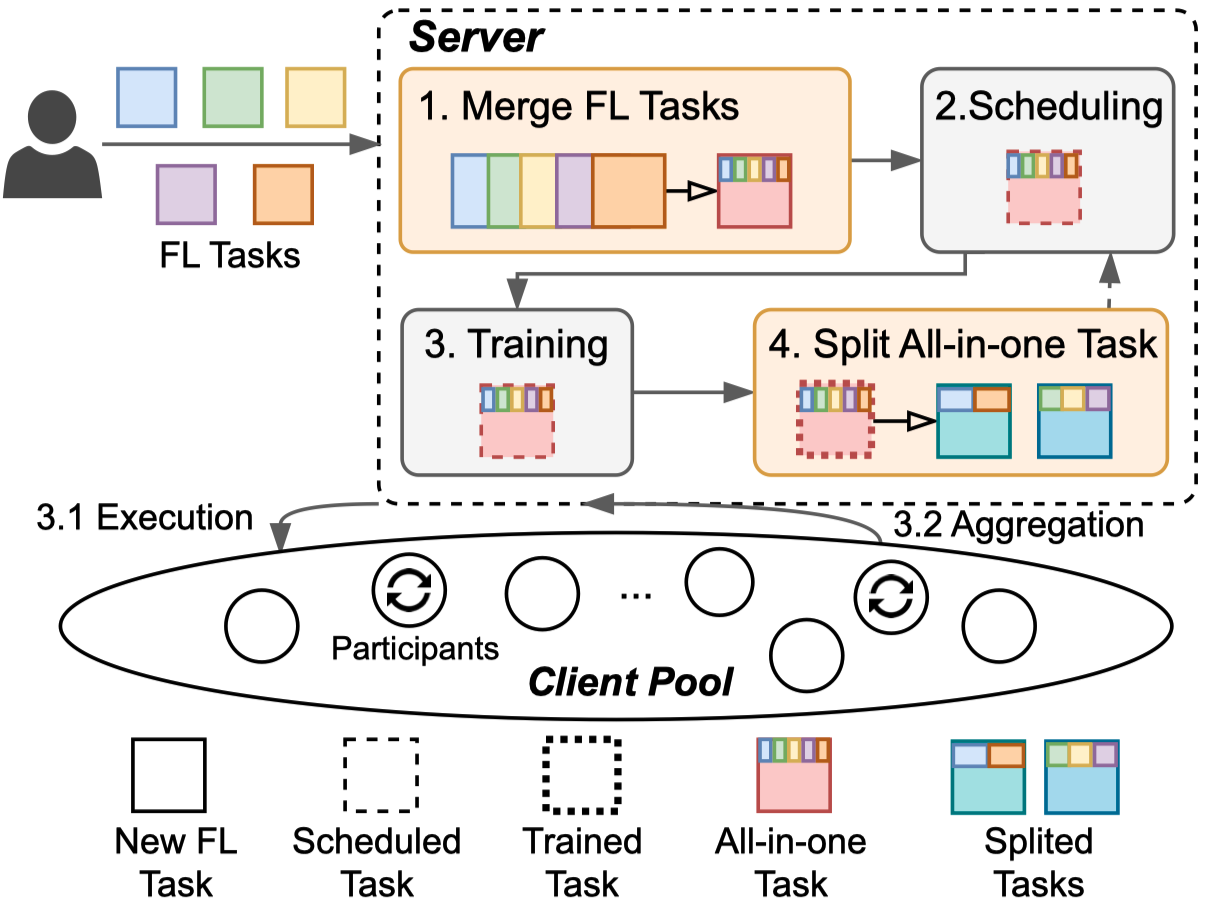 Server
1. Merge FL Tasks
2.Scheduling
FL Tasks
3. Training
4. Split All-in-one Task
3.1 Execution
3.2 Aggregation
...
Participants
Client Pool
New FL
Task
Scheduled
Task
Trained
Task
All-in-one
Task
Splited
Tasks